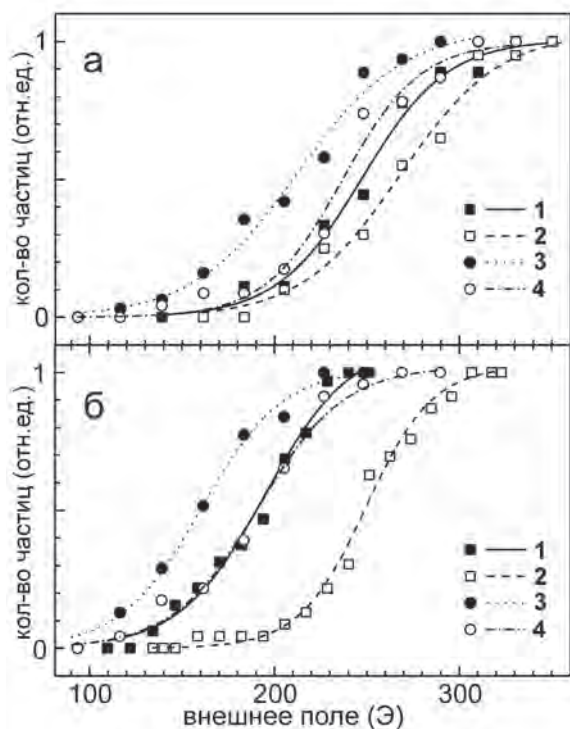 1
а
кол-во частиц (отн.ед.)
1
2
3
4
0
1
б
кол-во частиц (отн.ед.)
1
2
3
4
0
100 200 300
внешнее поле (Э)